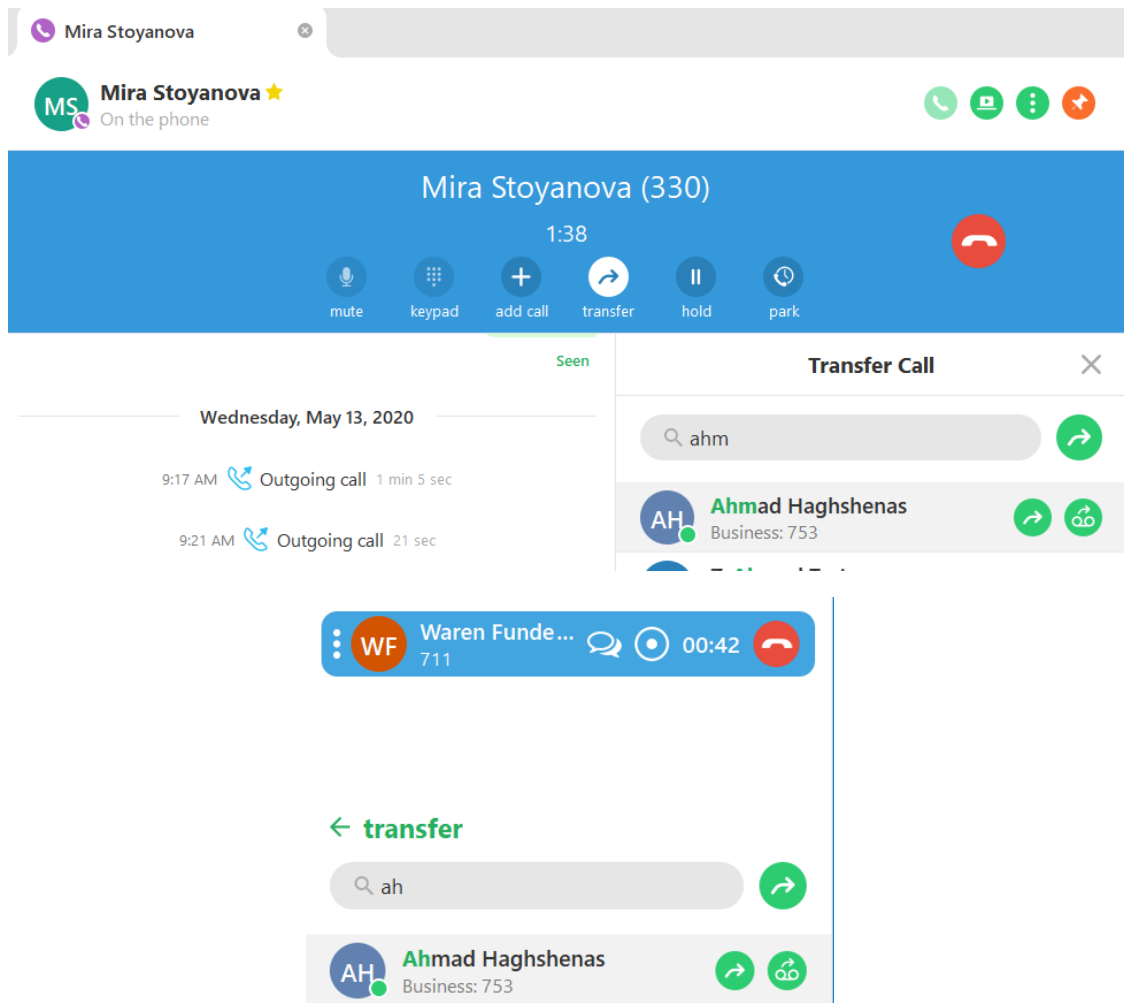 Mira Stoyanova
MS
Mira Stoyanova
On the phone
Mira Stoyanova (330)
1:38
mute keypad add call transfer hold park
Seen
Transfer Call
Wednesday, May 13, 2020
ahm
9:17 AM Outgoing call 1 min 5 sec
AH
Ahmad Haghshenas
Business: 753
9:21 AM Outgoing call 21 sec
WF
Waren Funde...
711
00:42
transfer
ah
AH
Ahmad Haghshenas
Business: 753